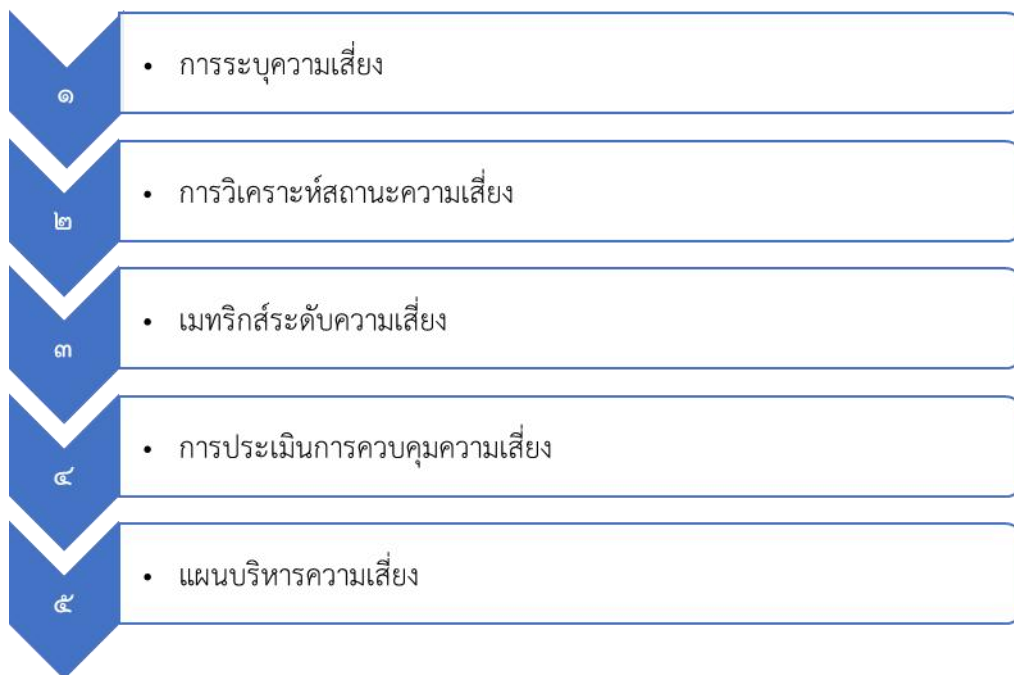 ๑
• การระบุความเสี่ยง
๒
• การวิเคราะห์สถานะความเสี่ยง
๓
• เมทริกส์ระดับความเสี่ยง
๔
• การประเมินการควบคุมความเสี่ยง
๕
• แผนบริหารความเสี่ยง